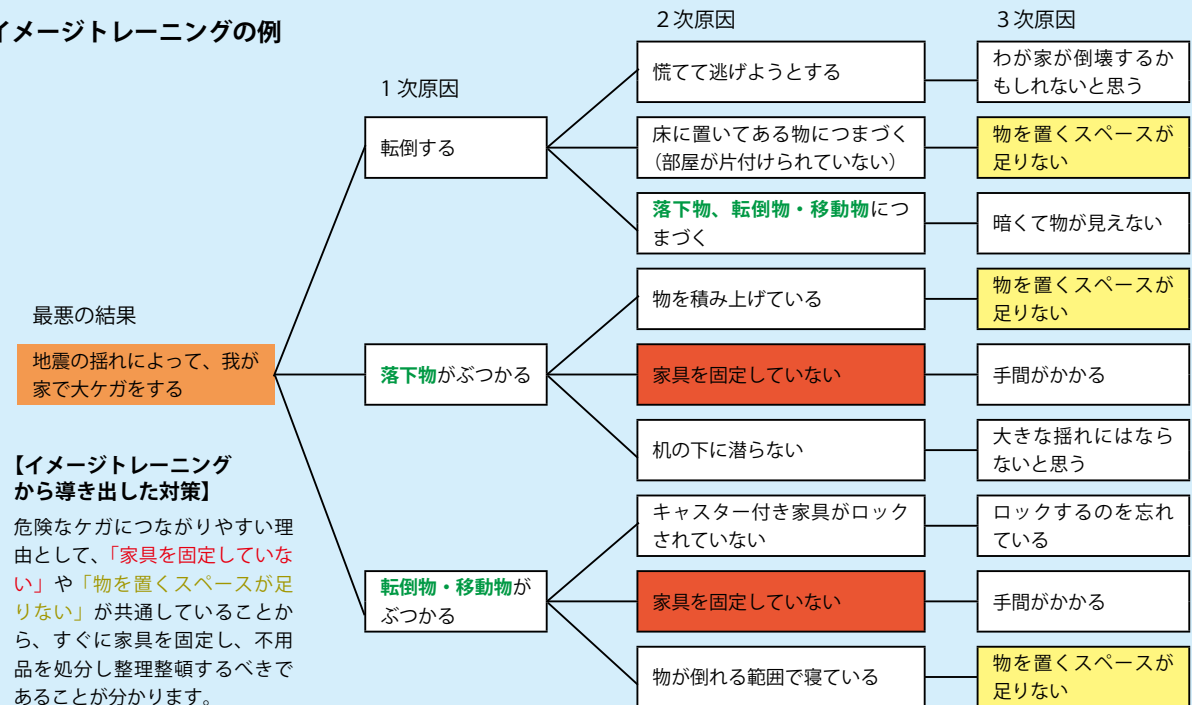 イメージトレーニングの例
最悪の結果
地震の揺れによって、我が
家で大ケガをする
【イメージトレーニング
から導き出した対策】
危険なケガにつながりやすい理
由として、「家具を固定していな
い」や「物を置くスペースが足
りない」が共通していることか
ら、すぐに家具を固定し、不用
品を処分し整理整頓するべきで
あることが分かります。
1次原因
転倒する
落下物がぶつかる
転倒物・移動物が
ぶつかる
2次原因
慌てて逃げようとする
床に置いてある物につまづく
（部屋が片付けられていない）
落下物、転倒物・移動物につ
まづく
物を積み上げている
家具を固定していない
机の下に潜らない
キャスター付き家具がロック
されていない
家具を固定していない
物が倒れる範囲で寝ている
3次原因
わが家が倒壊するか
もしれないと思う
物を置くスペースが
足りない
暗くて物が見えない
物を置くスペースが
足りない
手間がかかる
大きな揺れにはなら
ないと思う
ロックするのを忘れ
ている
手間がかかる
物を置くスペースが
足りない